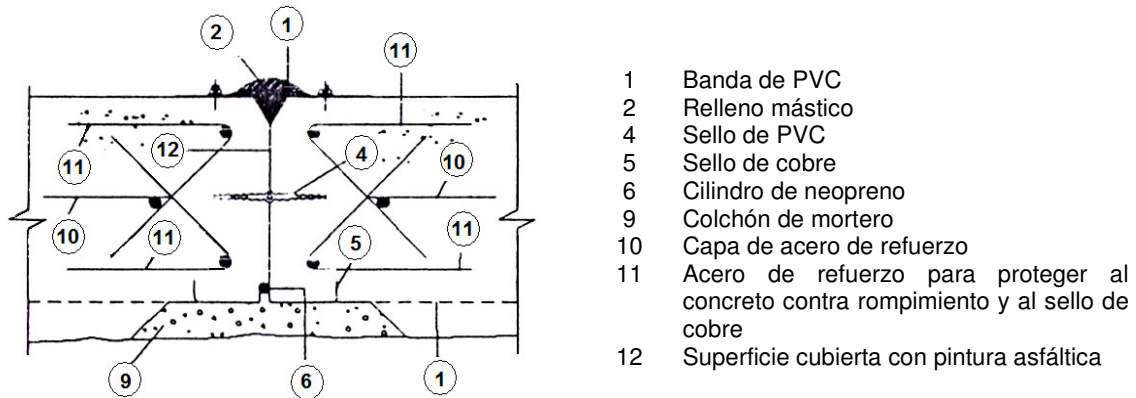 2
1
11
11
12
4
10
10
11
5
11
9
6
1
1 Banda de PVC
2 Relleno mástico
4 Sello de PVC
5 Sello de cobre
6 Cilindro de neopreno
9 Colchón de mortero
10 Capa de acero de refuerzo
11 Acero de refuerzo para proteger al
concreto contra rompimiento y al sello de
cobre
12 Superficie cubierta con pintura asfáltica